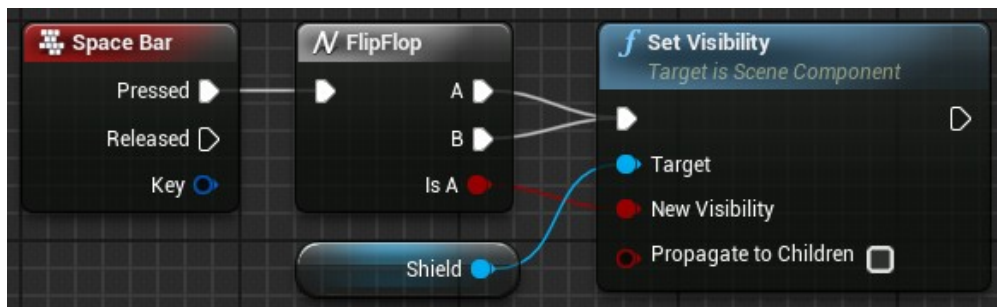 Space Bar
Pressed
Released
Key
FlipFlop
A
B
Is A
Shield
Set Visibility
Target is Scene Component
Target
New Visibility
Propagate to Children